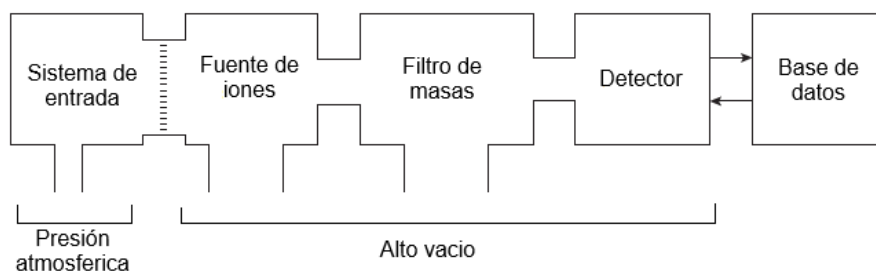 Sistema de
entrada
Fuente de
iones
Filtro de
masas
Detector
Base de
datos
Presión
atmosferica
Alto vacio